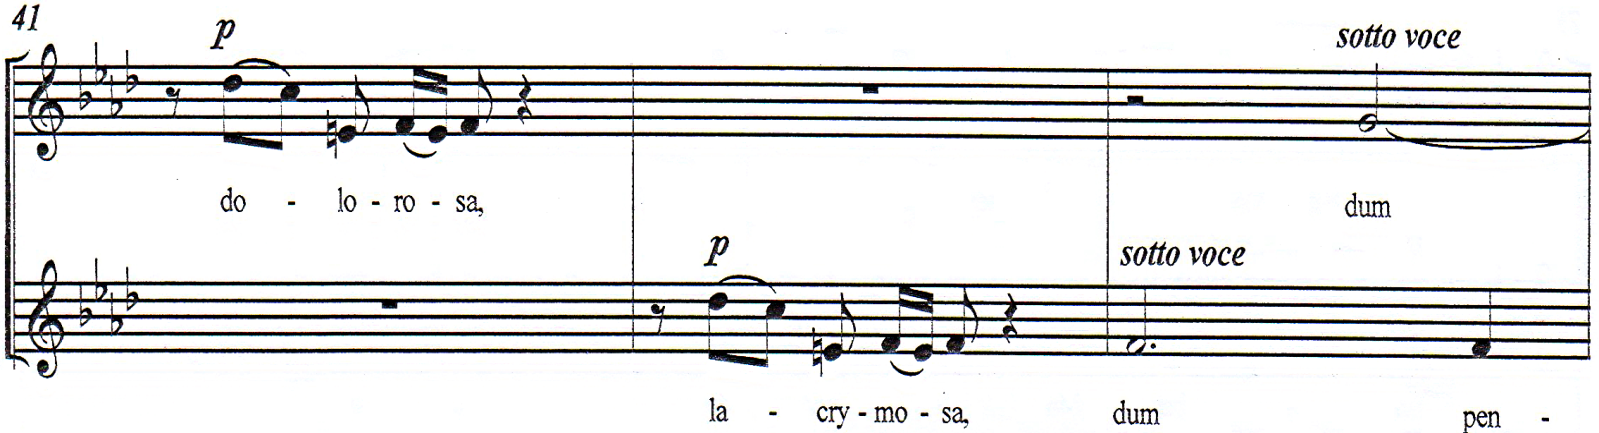 41
p
sotto voce
do - lo - ro - sa, dum
p
sotto voce
la - cry - mo - sa, dum pen -